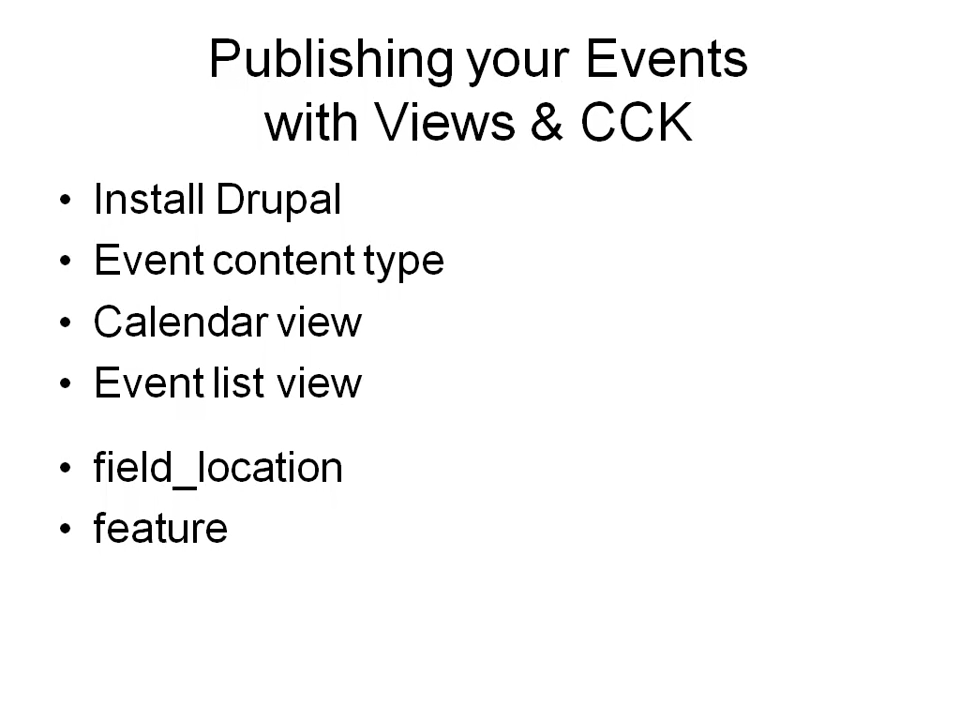 Publishing your Events
with Views & CCK
• Install Drupal
• Event content type
• Calendar view
• Event list view
• field_location
• feature